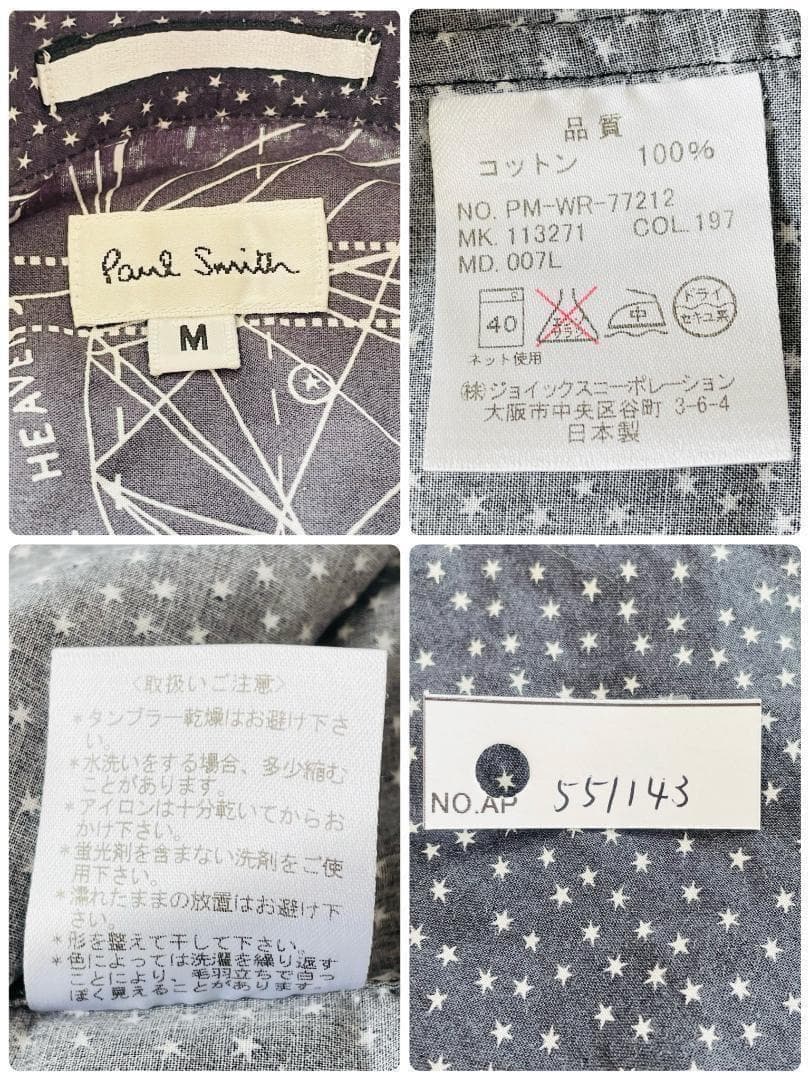 Paul Smith
M
HEAVEN
品質
コットン 100%
NO. PM-WR-77212
MK. 113271 COL. 197
MD. 007L
40
エンソ
サラシ
中
ドライ
セキユ系
ネット使用
㈱ジョイックスコーポレーション
大阪市中央区谷町 3-6-4
日本製
〈取扱いご注意〉
*タンブラー乾燥はお避け下さ
い。
*水洗いをする場合、多少縮む
ことがあります。
*アイロンは十分乾いてからお
かけ下さい。
*蛍光剤を含まない洗剤をご使
用下さい。
*濡れたままの放置はお避け下
さい。
*形を整えて干して下さい。
*色によっては洗濯を繰り返す
ことにより、毛羽立ちで白っ
ぽく見えることがあります。
NO.AP 551143